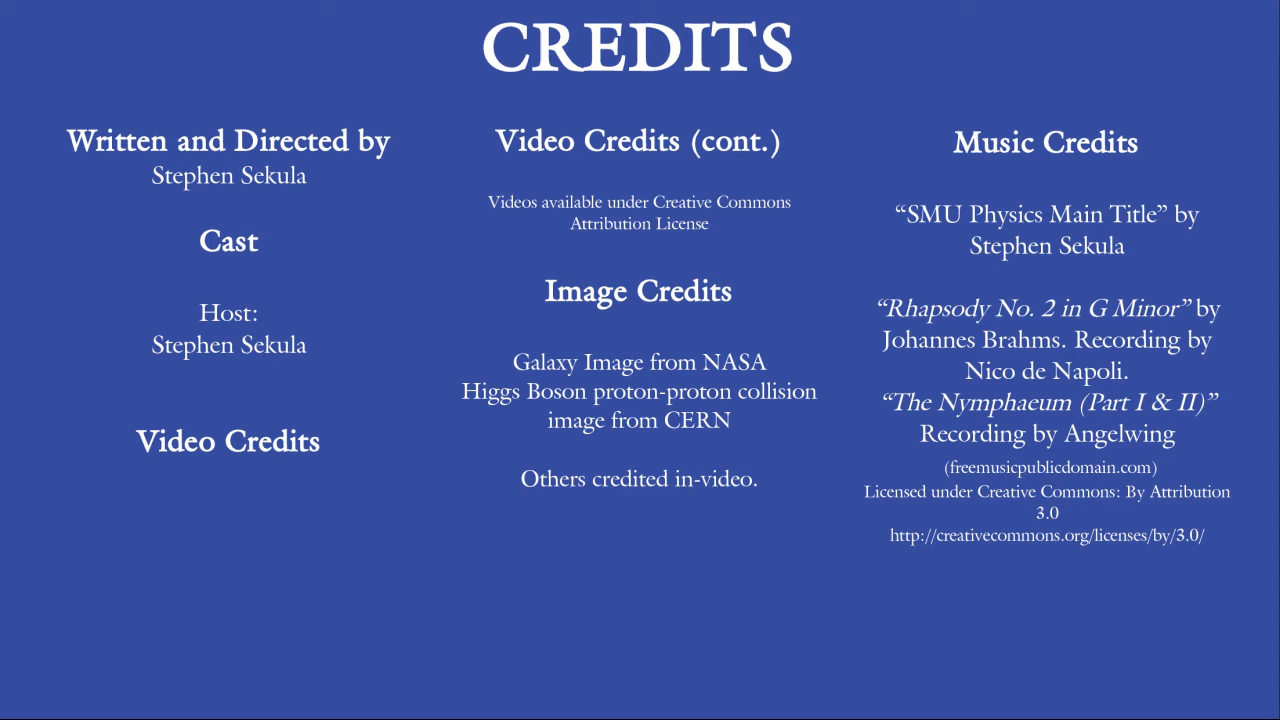 CREDITS
Written and Directed by
Stephen Sekula
Cast
Host:
Stephen Sekula
Video Credits
Video Credits (cont.)
Videos available under Creative Commons
Attribution License
Image Credits
Galaxy Image from NASA
Higgs Boson proton-proton collision
image from CERN
Others credited in-video.
Music Credits
“SMU Physics Main Title” by
Stephen Sekula
“Rhapsody No. 2 in G Minor” by
Johannes Brahms. Recording by
Nico de Napoli.
“The Nymphaeum (Part I & II)”
Recording by Angelwing
(freemusicpublicdomain.com)
Licensed under Creative Commons: By Attribution
3.0
http://creativecommons.org/licenses/by/3.0/